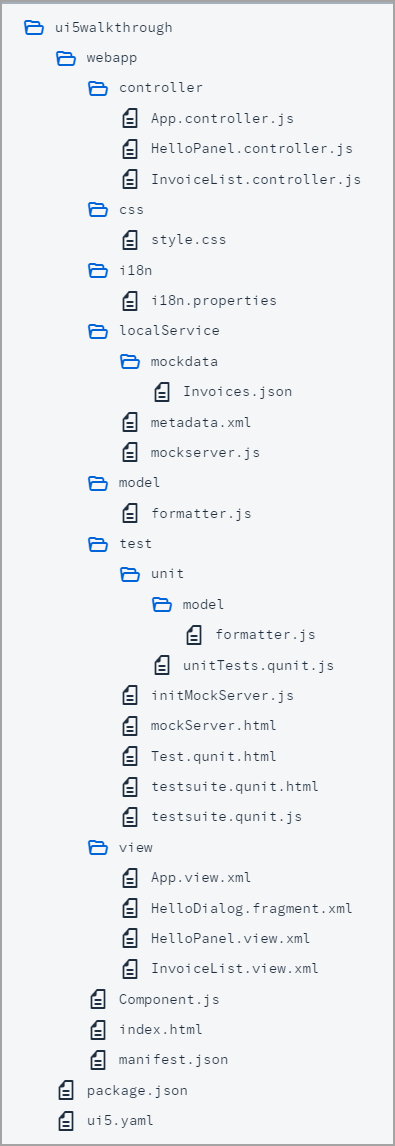 ui5walkthrough
webapp
controller
App.controller.js
HelloPanel.controller.js
InvoiceList.controller.js
css
style.css
i18n
i18n.properties
localService
mockdata
Invoices.json
metadata.xml
mockserver.js
model
formatter.js
test
unit
model
formatter.js
unitTests.qunit.js
initMockServer.js
mockServer.html
Test.qunit.html
testsuite.qunit.html
testsuite.qunit.js
view
App.view.xml
HelloDialog.fragment.xml
HelloPanel.view.xml
InvoiceList.view.xml
Component.js
index.html
manifest.json
package.json
ui5.yaml